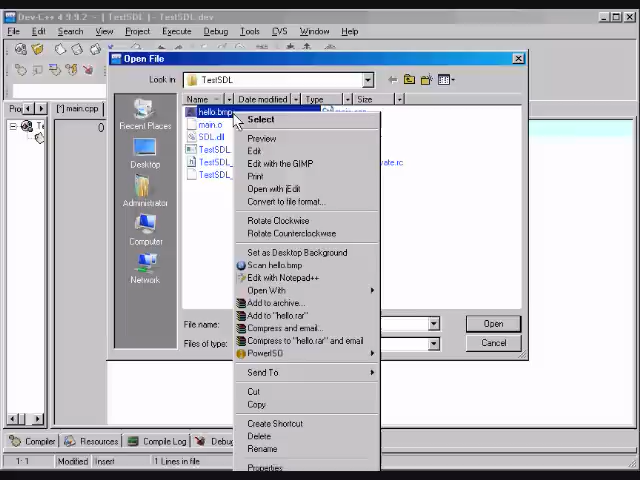 Dev-C++ 4.9.9.2 - [ TestSDL ] - TestSDL.dev
File Edit Search View Project Execute Debug Tools CVS Window Help
Open File
Look in TestSDL
Name Date modified Type Size
Recent Places
Desktop
Administrator
Computer
Network
hello.bmp
main.o
SDL.dll
TestSDL
TestSDL_
TestSDL_
Select
Preview
Edit
Edit with the GIMP
Print
Open with jEdit
Convert to file format...
Rotate Clockwise
Rotate Counterclockwise
Set as Desktop Background
Scan hello.bmp
Edit with Notepad++
Open With
Add to archive...
Add to "hello.rar"
Compress and email...
Compress to "hello.rar" and email
PowerISO
Send To
Cut
Copy
Create Shortcut
Delete
Rename
Properties
File name:
Files of type:
Open
Cancel
[*] main.cpp
Compiler Resources Compile Log Debug
1: 1 Modified Insert 1 Lines in file